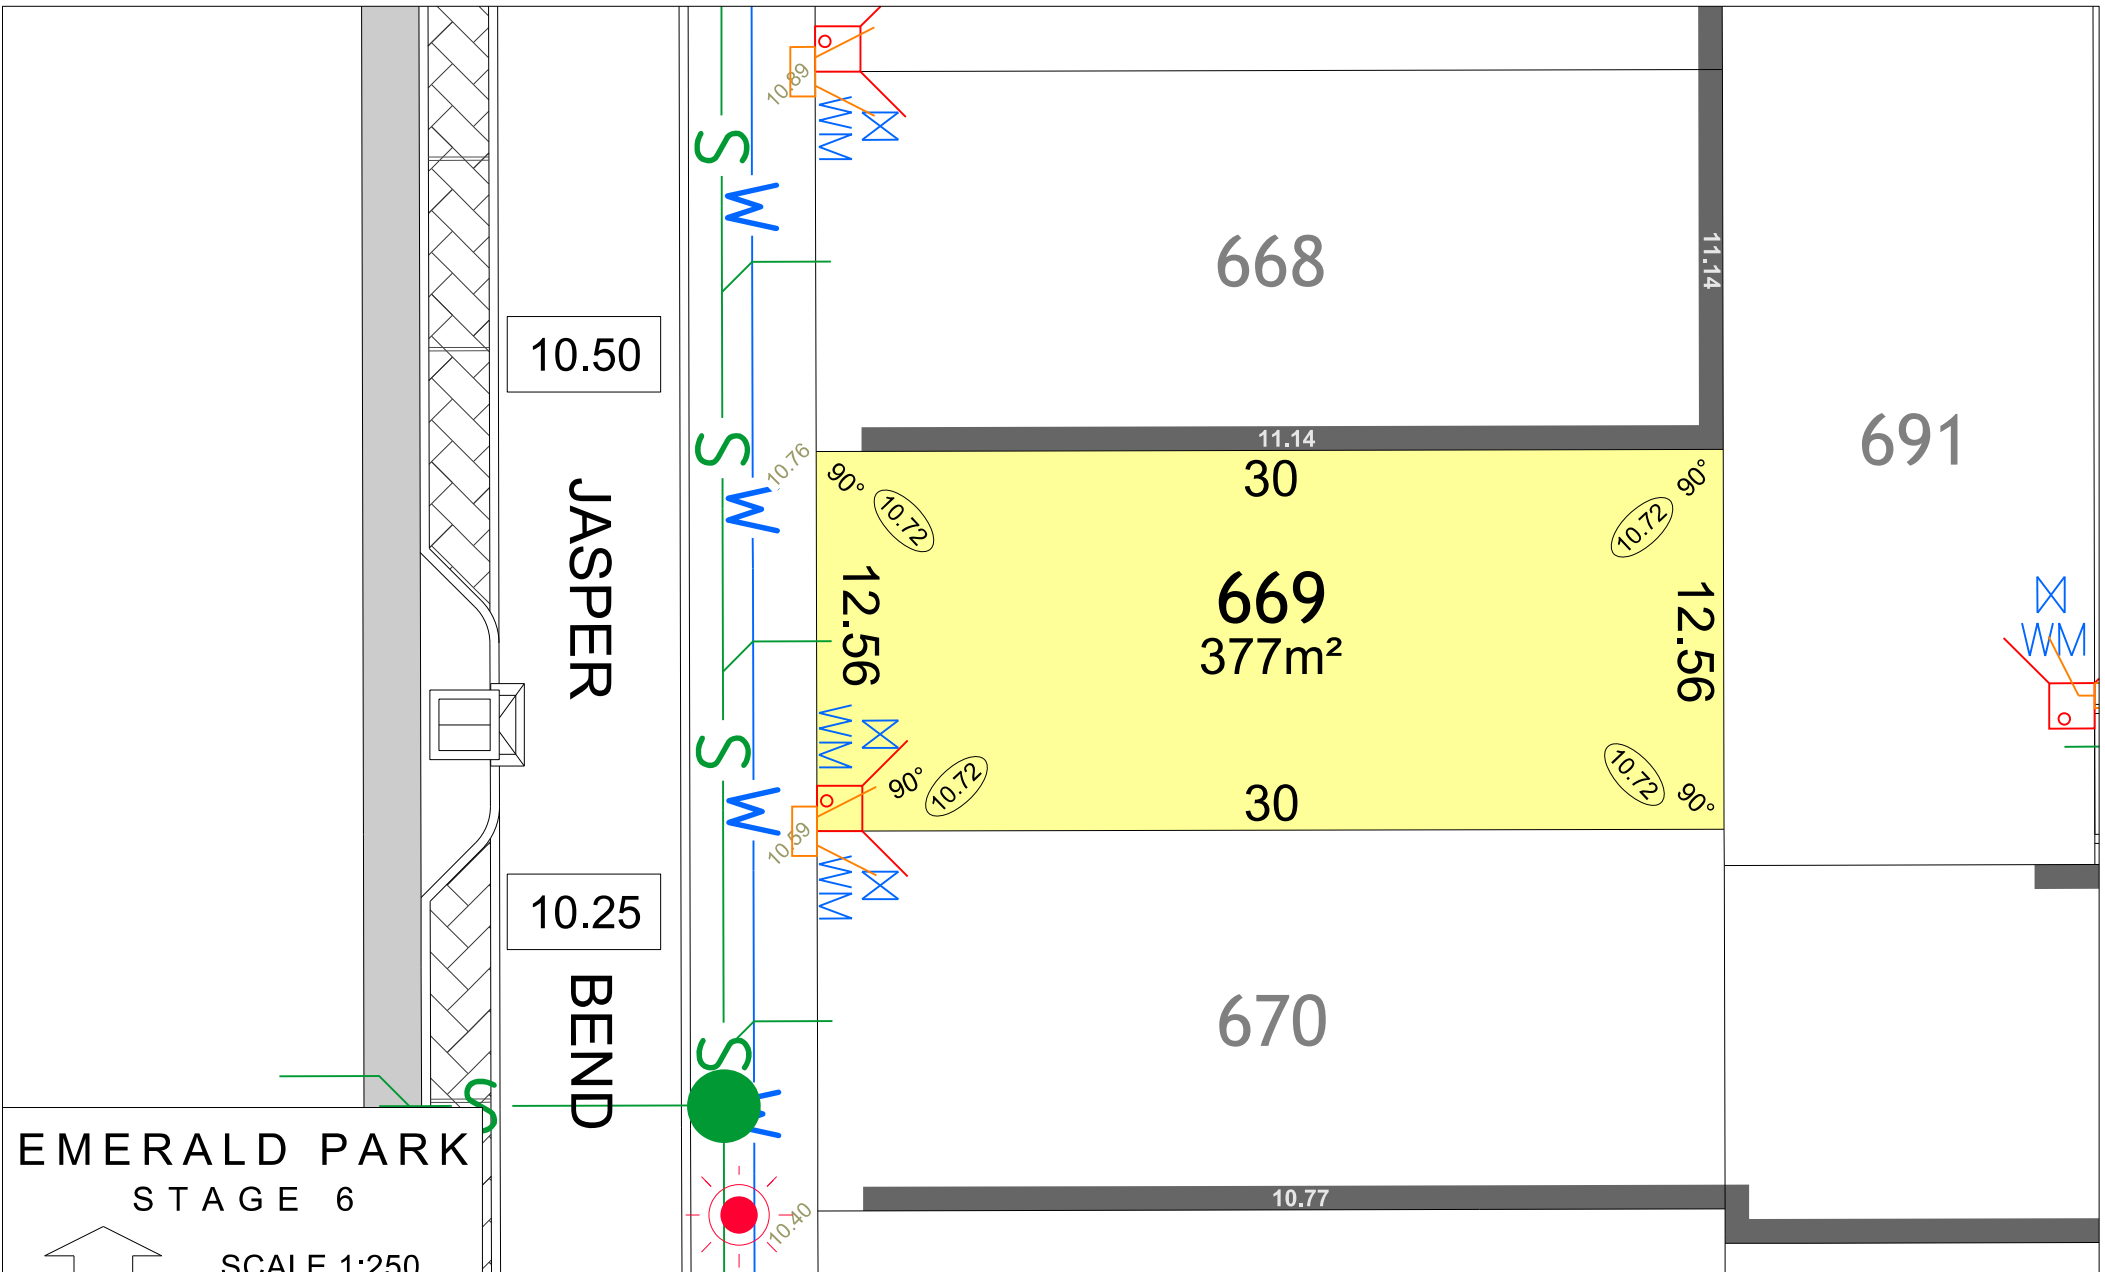 10.89
S
WM
W
668
11.14
10.50
11.14
S
10.76
W
JASPER
691
30
90°
10.72
90°
10.72
12.56
669
377m²
12.56
WM
S
WM
W
90°
10.72
10.72
90°
30
10.59
WM
10.25
BEND
670
S
S
W
10.77
10.40
EMERALD PARK
STAGE 6
SCALE 1:250